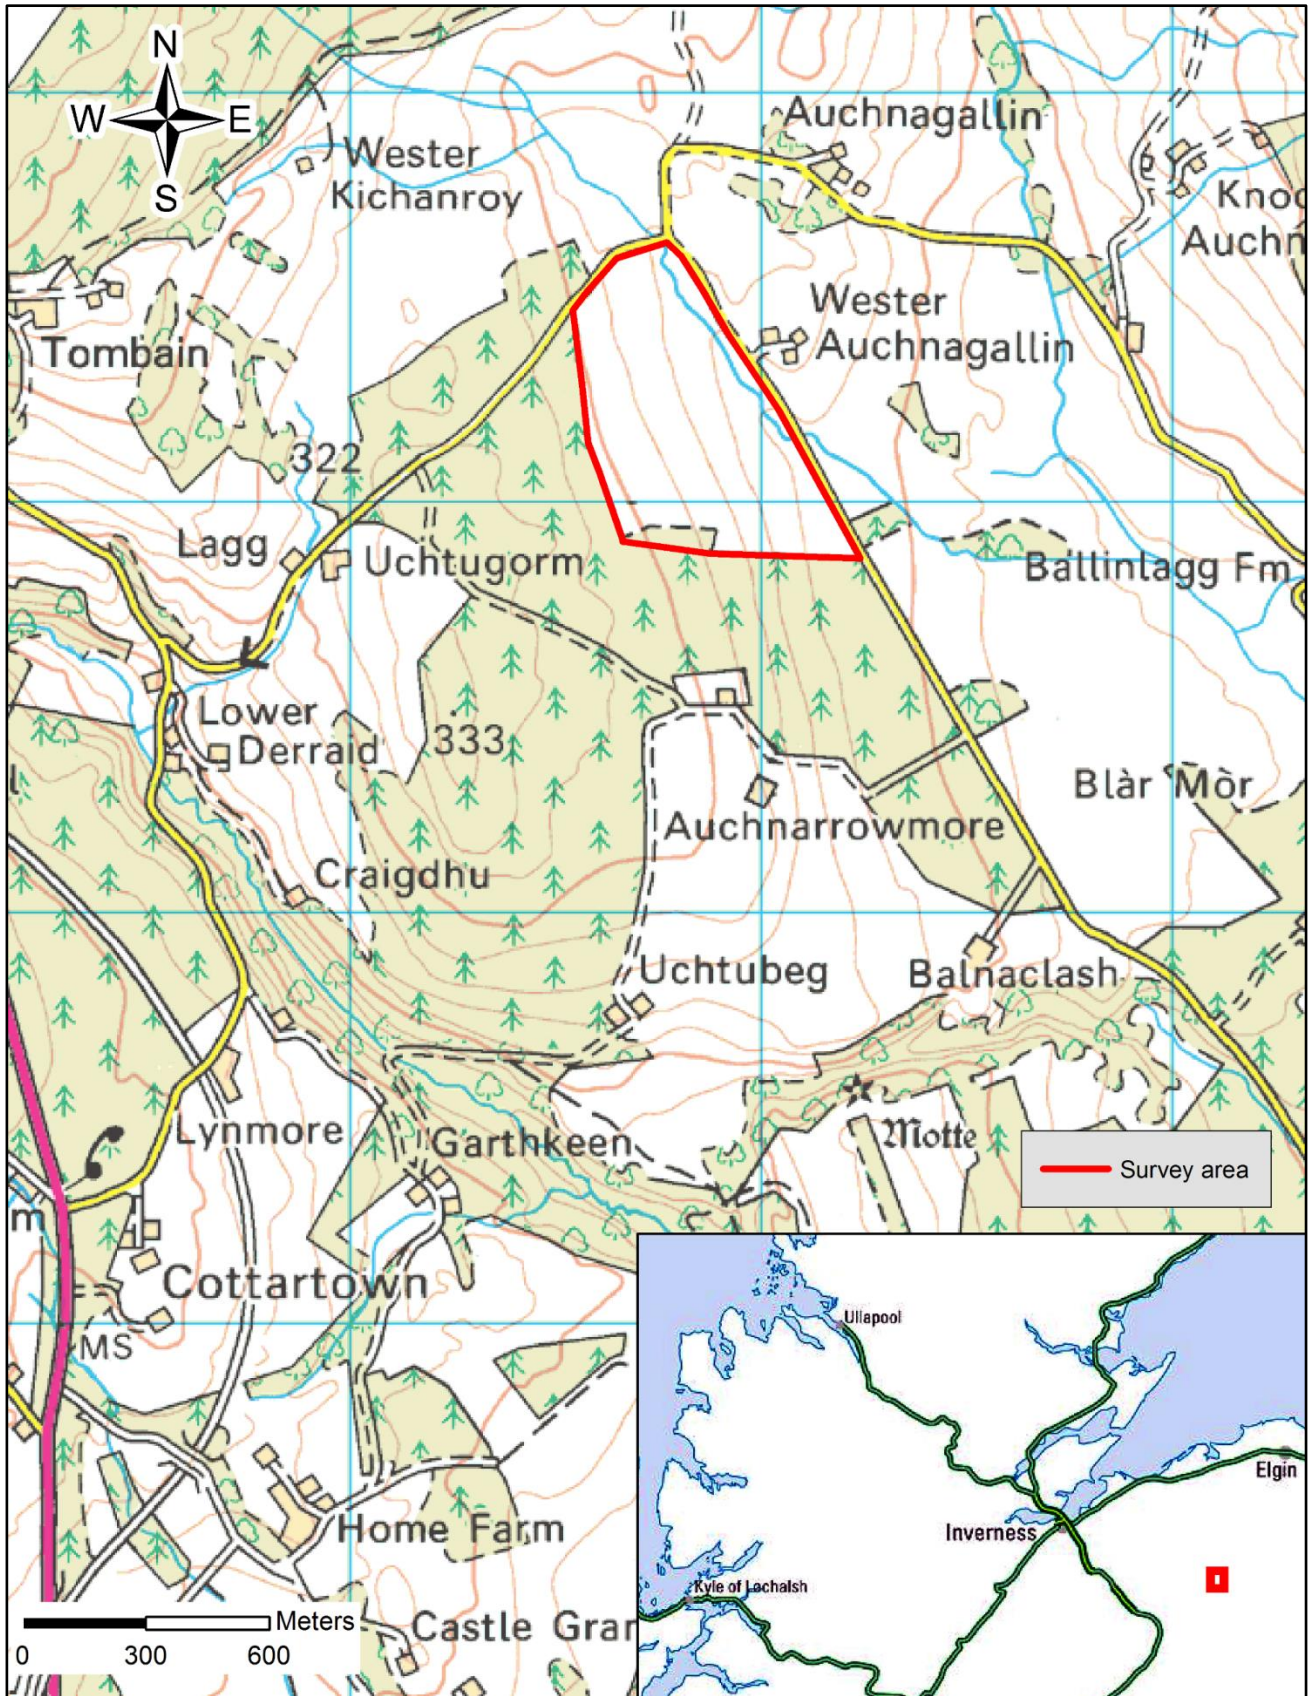 N
W E
S
Auchnagallin
Wester
Kichanroy
Knoc
Auchn
Wester
Auchnagallin
Tombain
322
Lagg
Uchtugorm
Ballinlagg Fm
Lower
Derraid
333
Blàr Mòr
Auchnarrowmore
Craigdhu
Uchtubeg
Balnaclash
Lynmore
Garthkeen
Motte
Survey area
m
Cottartown
MS
Ullapool
Elgin
Inverness
Home Farm
Kyle of Lochalsh
Castle Gran
Meters
0 300 600